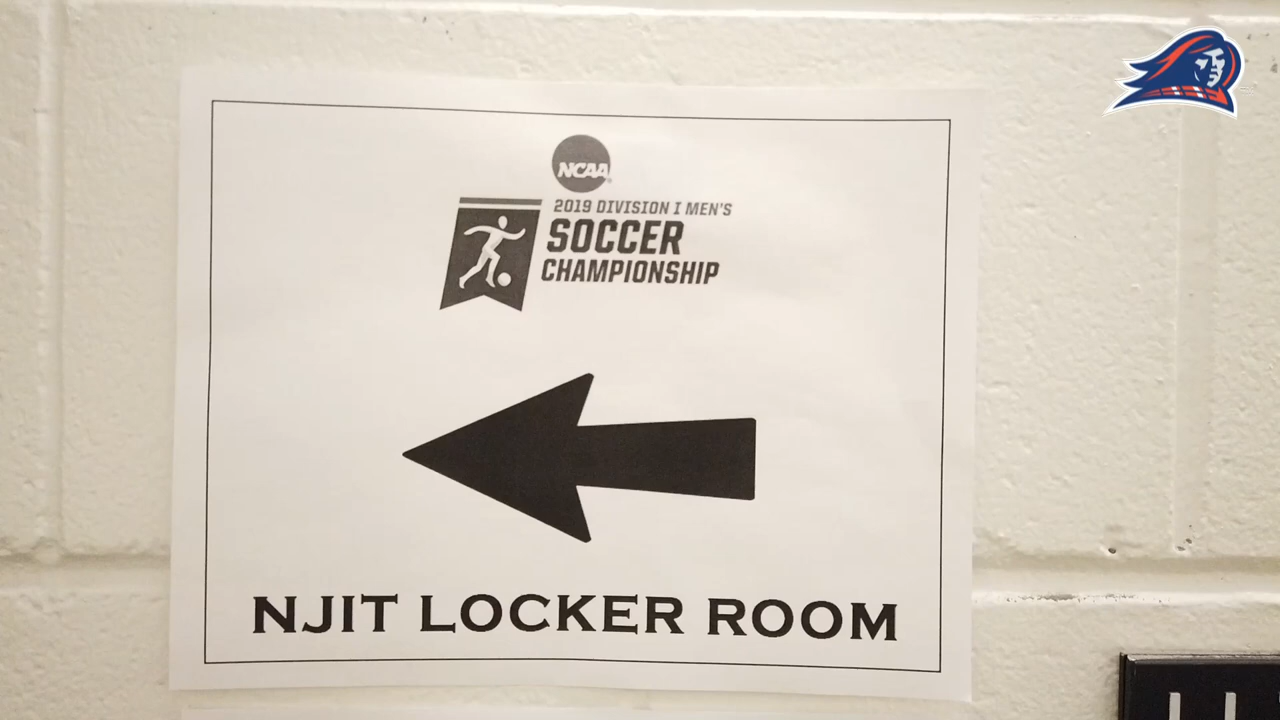 NCAA
2019 DIVISION I MEN'S
SOCCER
CHAMPIONSHIP
NJIT LOCKER ROOM